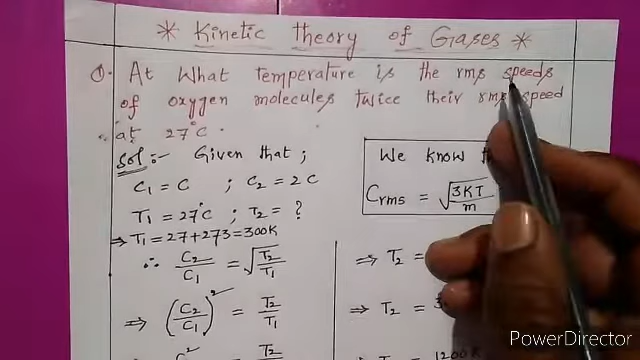 * Kinetic theory of Gases *
Q. At what temperature is the rms speeds
of oxygen molecules twice their rms speed
at 27°C.
Sol:- Given that;
C₁ = C ; C₂ = 2C
T₁ = 27°C ; T₂ = ?
⇒ T₁ = 27+273 = 300K
∴ C₂/C₁ = √(T₂/T₁)
⇒ (C₂/C₁)² = T₂/T₁
T₂
We know
Crms = √(3KT/m)
⇒ T₂ =
⇒ T₂ =
1200K
PowerDirector